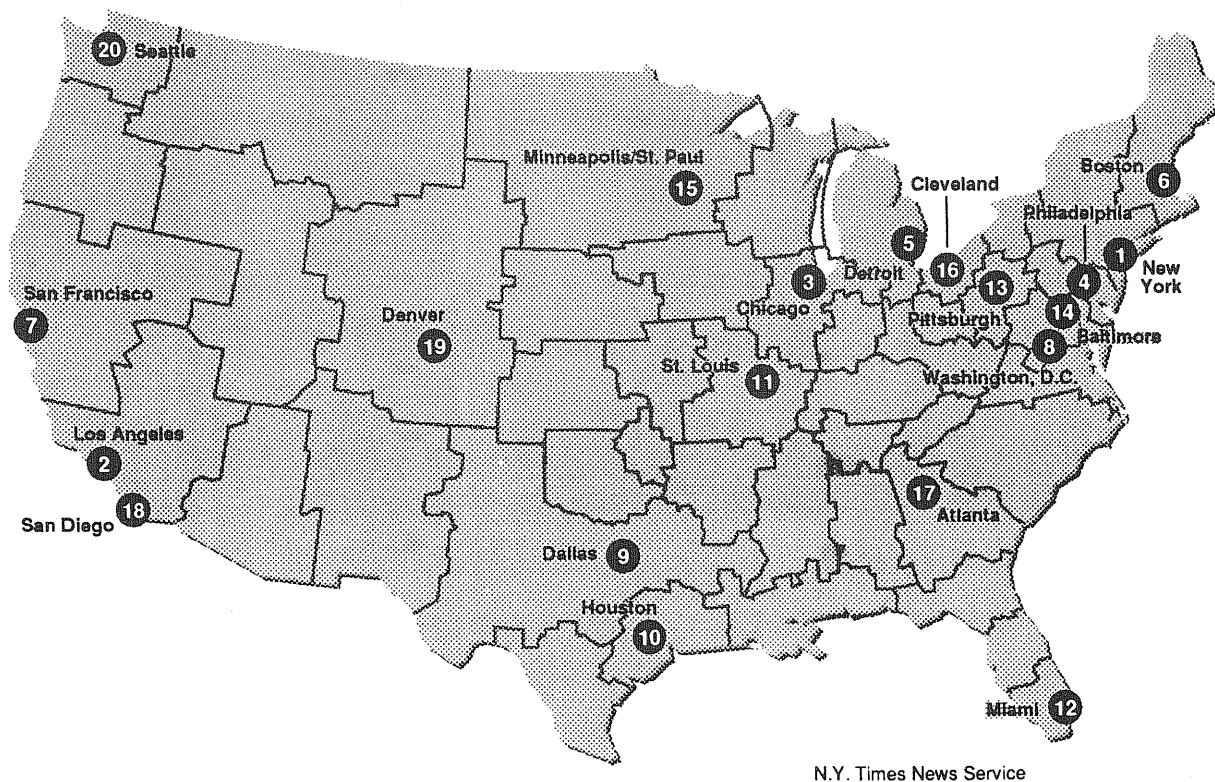 20 Seattle
Minneapolis/St. Paul
15
Boston
6
Cleveland
Philadelphia
5
Detroit
16
1
New
York
4
3
Chicago
13
Pittsburgh
14
Baltimore
8
Washington, D.C.
San Francisco
7
Denver
19
St. Louis
11
Los Angeles
2
18
San Diego
17
Atlanta
Dallas 9
Houston
10
Miami 12
N.Y. Times News Service